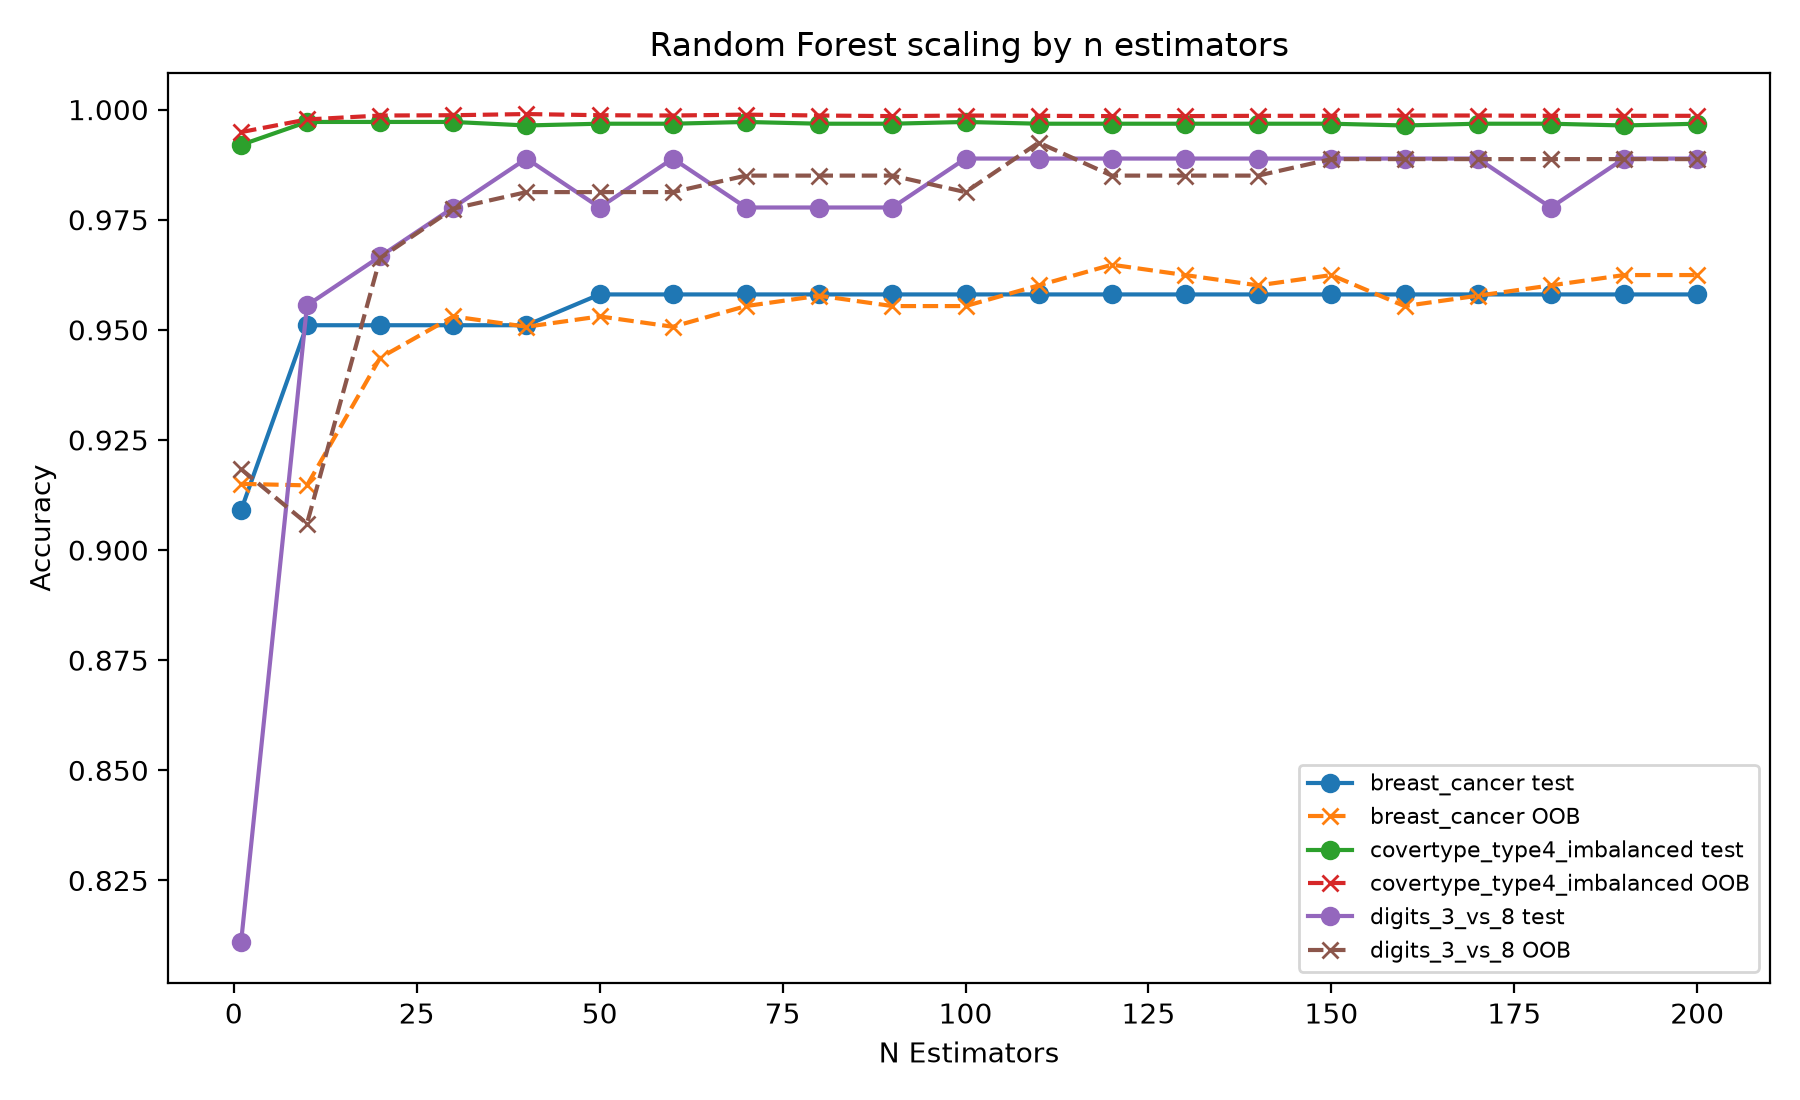 Random Forest scaling by n estimators
Accuracy
1.000
0.975
0.950
0.925
0.900
0.875
0.850
0.825
0
25
50
75
100
125
150
175
200
N Estimators
breast_cancer test
breast_cancer OOB
covertype_type4_imbalanced test
covertype_type4_imbalanced OOB
digits_3_vs_8 test
digits_3_vs_8 OOB